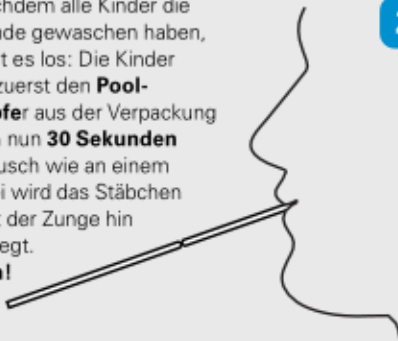 chdem alle Kinder die
nde gewaschen haben,
t es los: Die Kinder
zuerst den Pool-
pfer aus der Verpackung
nun 30 Sekunden
usch wie an einem
i wird das Stäbchen
t der Zunge hin
egt.
!